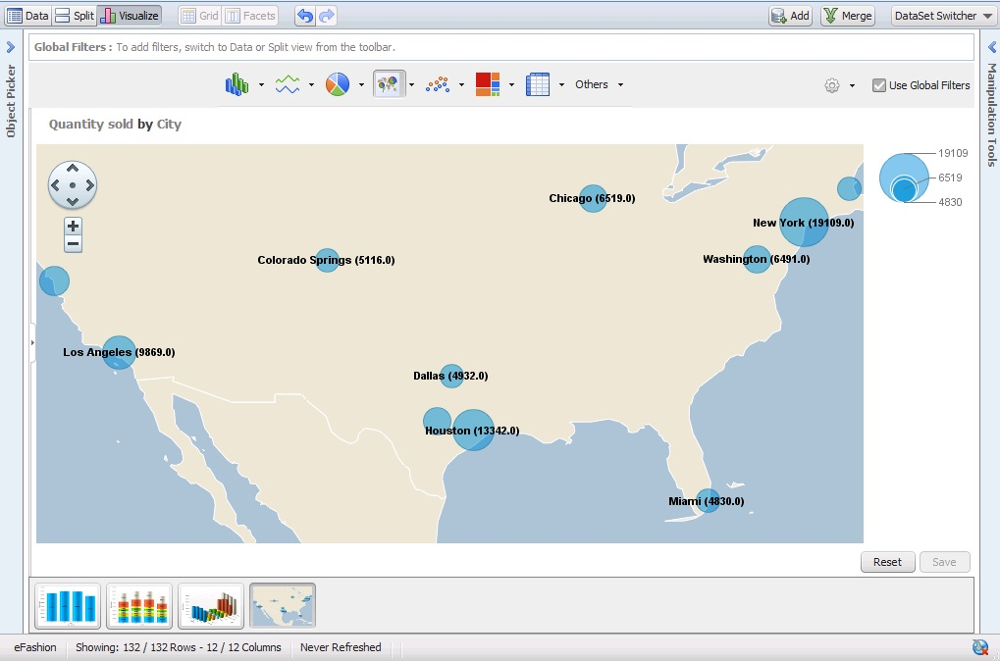 Data Split Visualize Grid Facets Add Merge DataSet Switcher
Global Filters : To add filters, switch to Data or Split view from the toolbar.
Object Picker
Manipulation Tools
Others
Use Global Filters
Quantity sold by City
19109
6519
4830
Chicago (6519.0)
New York (19109.0)
Colorado Springs (5116.0)
Washington (6491.0)
Los Angeles (9869.0)
Dallas (4932.0)
Houston (13342.0)
Miami (4830.0)
Reset Save
eFashion Showing: 132 / 132 Rows - 12 / 12 Columns Never Refreshed